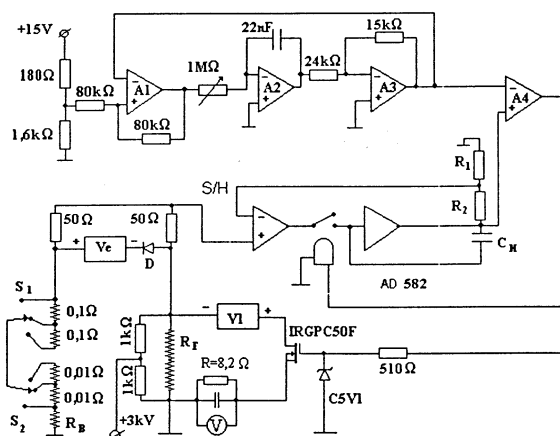 +15V
180Ω
1,6kΩ
80kΩ
A1
80kΩ
1MΩ
22nF
A2
24kΩ
15kΩ
A3
A4
R1
R2
S/H
CH
AD 582
50Ω
50Ω
+ Ve -
D
S1
0,1Ω
0,1Ω
0,01Ω
0,01Ω
S2
RB
1kΩ
1kΩ
+3kV
- V1 +
R=8,2 Ω
V
IRGPC50F
510Ω
C5V1